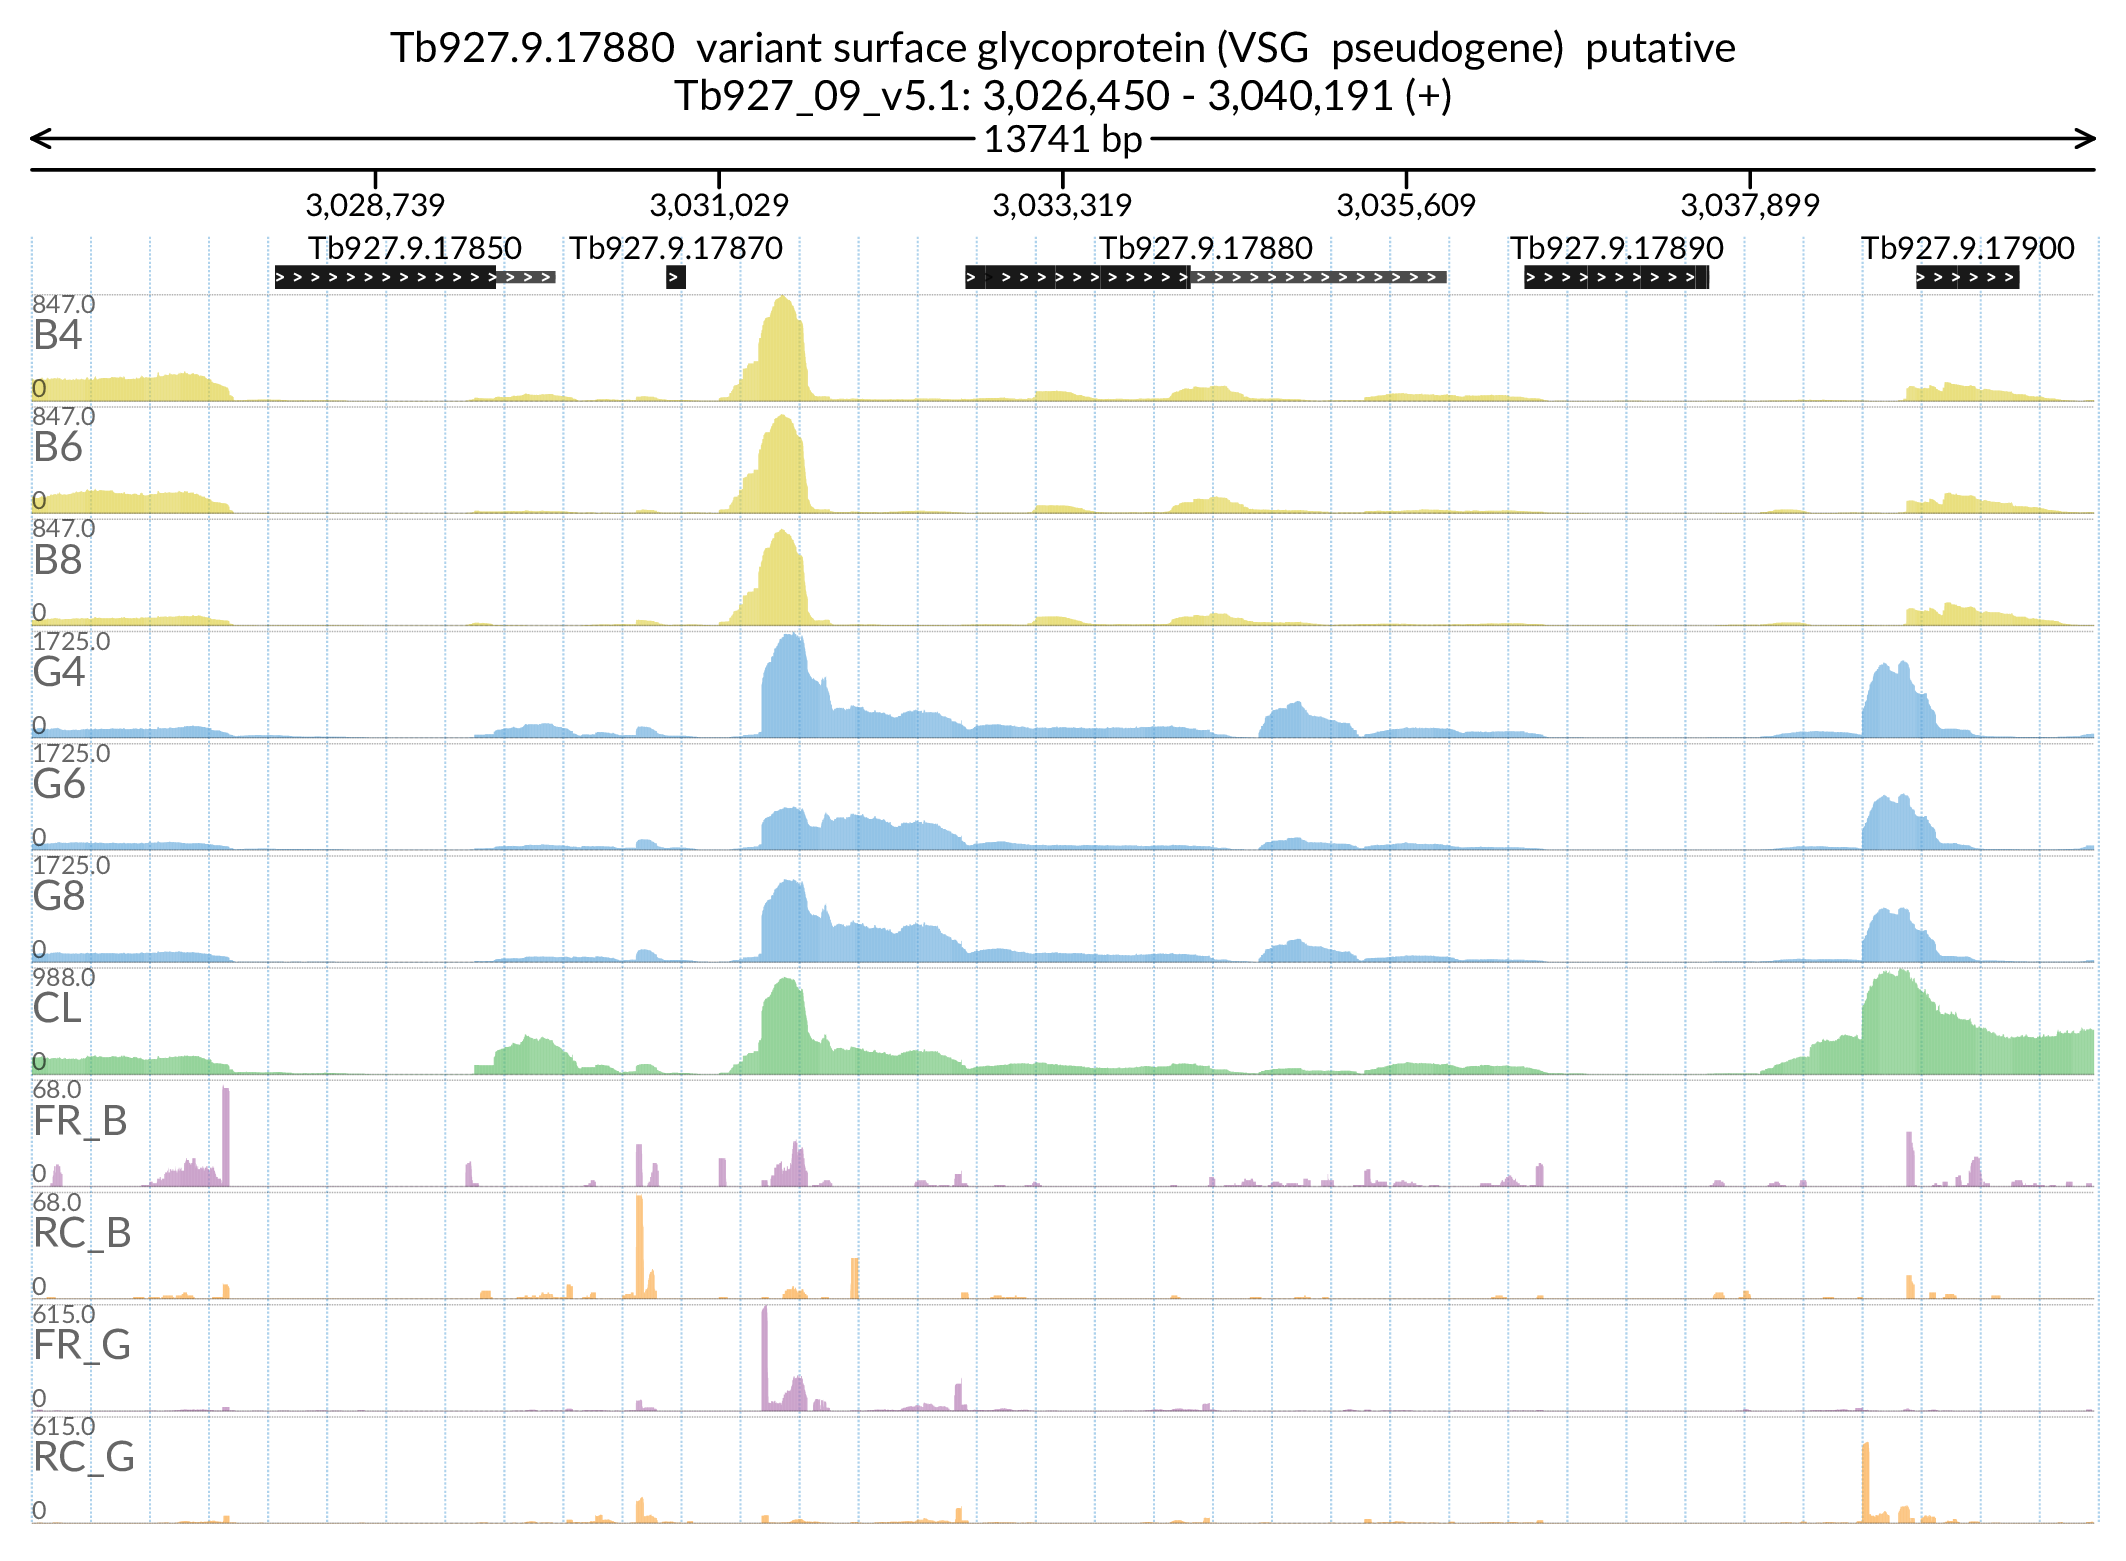 Tb927.9.17880  variant surface glycoprotein (VSG  pseudogene)  putative
Tb927_09_v5.1: 3,026,450 - 3,040,191 (+)
13741 bp
3,028,739 3,031,029 3,033,319 3,035,609 3,037,899
Tb927.9.17850 Tb927.9.17870 Tb927.9.17880 Tb927.9.17890 Tb927.9.17900
847.0
B4
0
847.0
B6
0
847.0
B8
0
1725.0
G4
0
1725.0
G6
0
1725.0
G8
0
988.0
CL
0
68.0
FR_B
0
68.0
RC_B
0
615.0
FR_G
0
615.0
RC_G
0